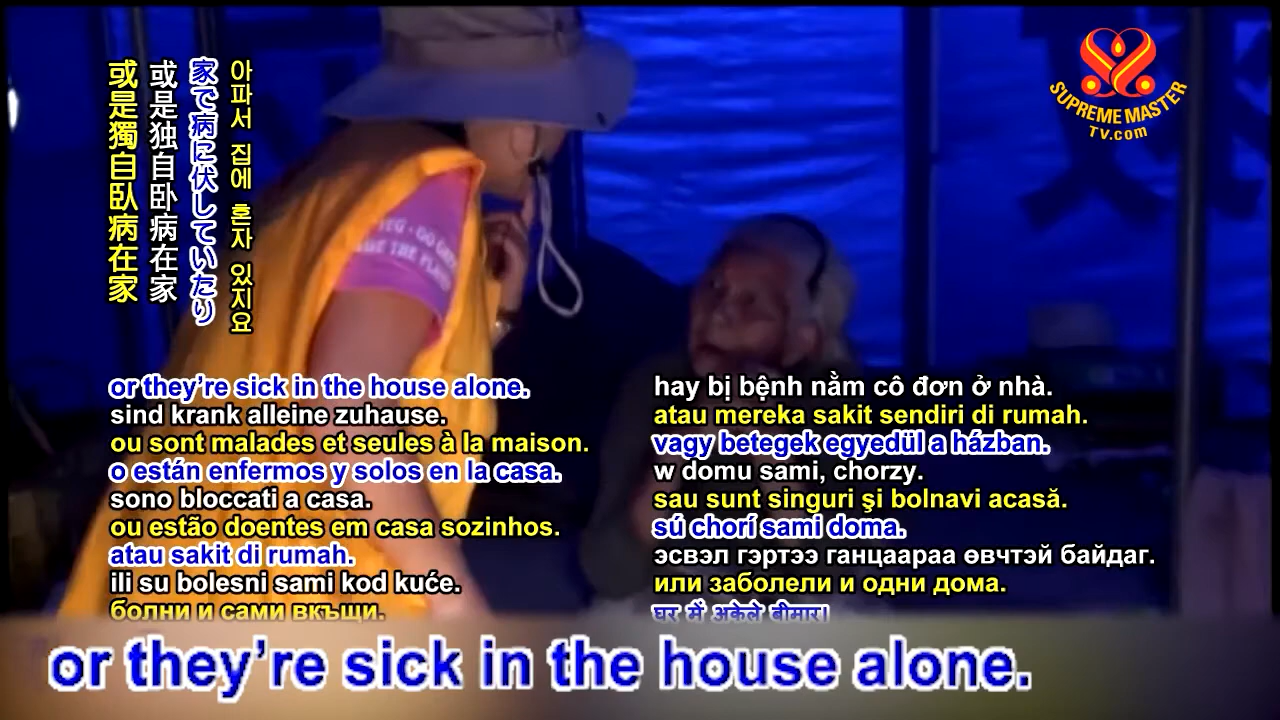 或是獨自臥病在家
或是独自卧病在家
家で病に伏していたり
아파서 집에 혼자 있지요
SUPREME MASTER
TV.com
or they’re sick in the house alone.
sind krank alleine zuhause.
ou sont malades et seules à la maison.
o están enfermos y solos en la casa.
sono bloccati a casa.
ou estão doentes em casa sozinhos.
atau sakit di rumah.
ili su bolesni sami kod kuće.
болни и сами вкъщи.
hay bị bệnh nằm cô đơn ở nhà.
atau mereka sakit sendiri di rumah.
vagy betegek egyedül a házban.
w domu sami, chorzy.
sau sunt singuri şi bolnavi acasă.
sú chorí sami doma.
эсвэл гэртээ ганцаараа өвчтэй байдаг.
или заболели и одни дома.
घर में अकेले बीमार।
or they’re sick in the house alone.